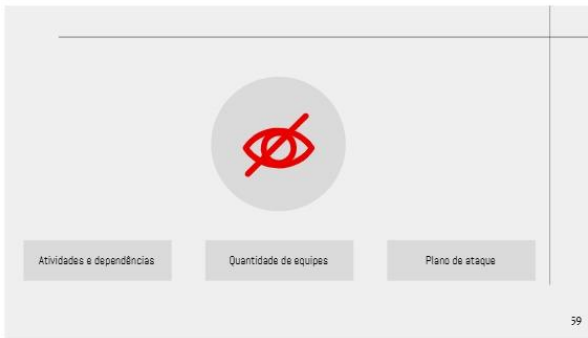 Atividades e dependências
Quantidade de equipes
Plano de ataque
59